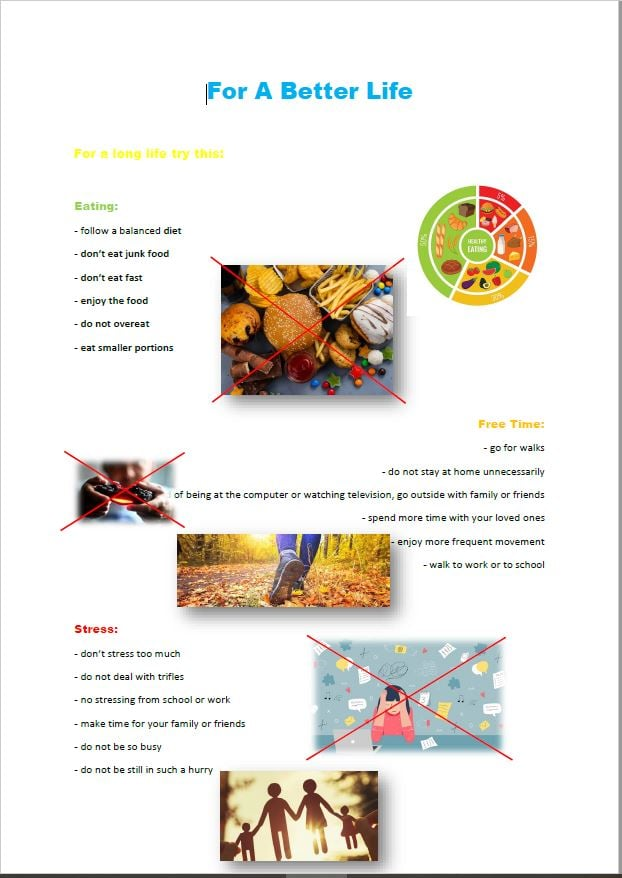 For A Better Life
For a long life try this:
Eating:
- follow a balanced diet
- don't eat junk food
- don't eat fast
- enjoy the food
- do not overeat
- eat smaller portions
50%
5%
15%
30%
HEALTHY
EATING
Free Time:
- go for walks
- do not stay at home unnecessarily
of being at the computer or watching television, go outside with family or friends
- spend more time with your loved ones
- enjoy more frequent movement
- walk to work or to school
Stress:
- don't stress too much
- do not deal with trifles
- no stressing from school or work
- make time for your family or friends
- do not be so busy
- do not be still in such a hurry